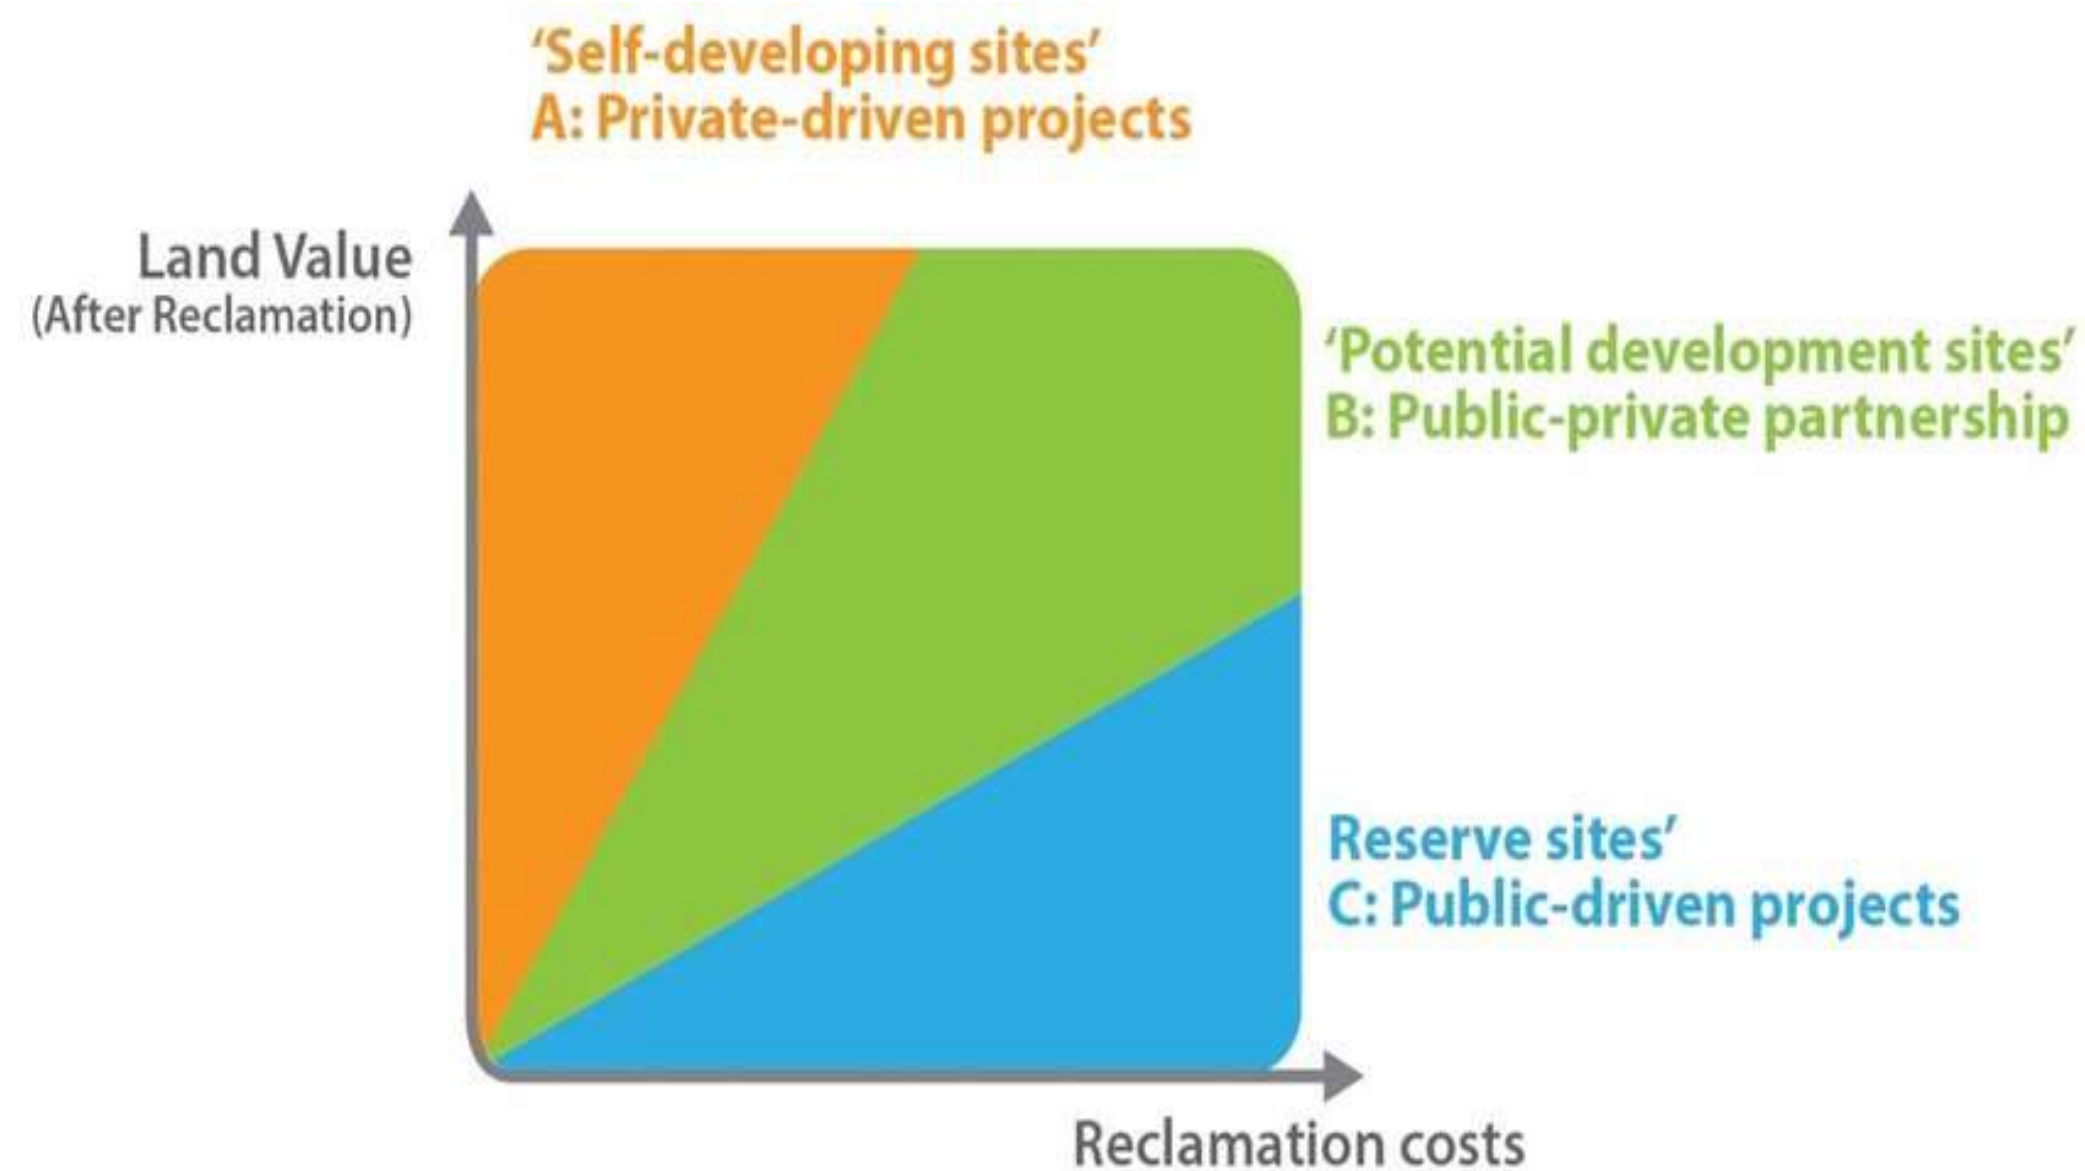 ‘Self-developing sites’
A: Private-driven projects
Land Value
(After Reclamation)
‘Potential development sites’
B: Public-private partnership
Reserve sites’
C: Public-driven projects
Reclamation costs